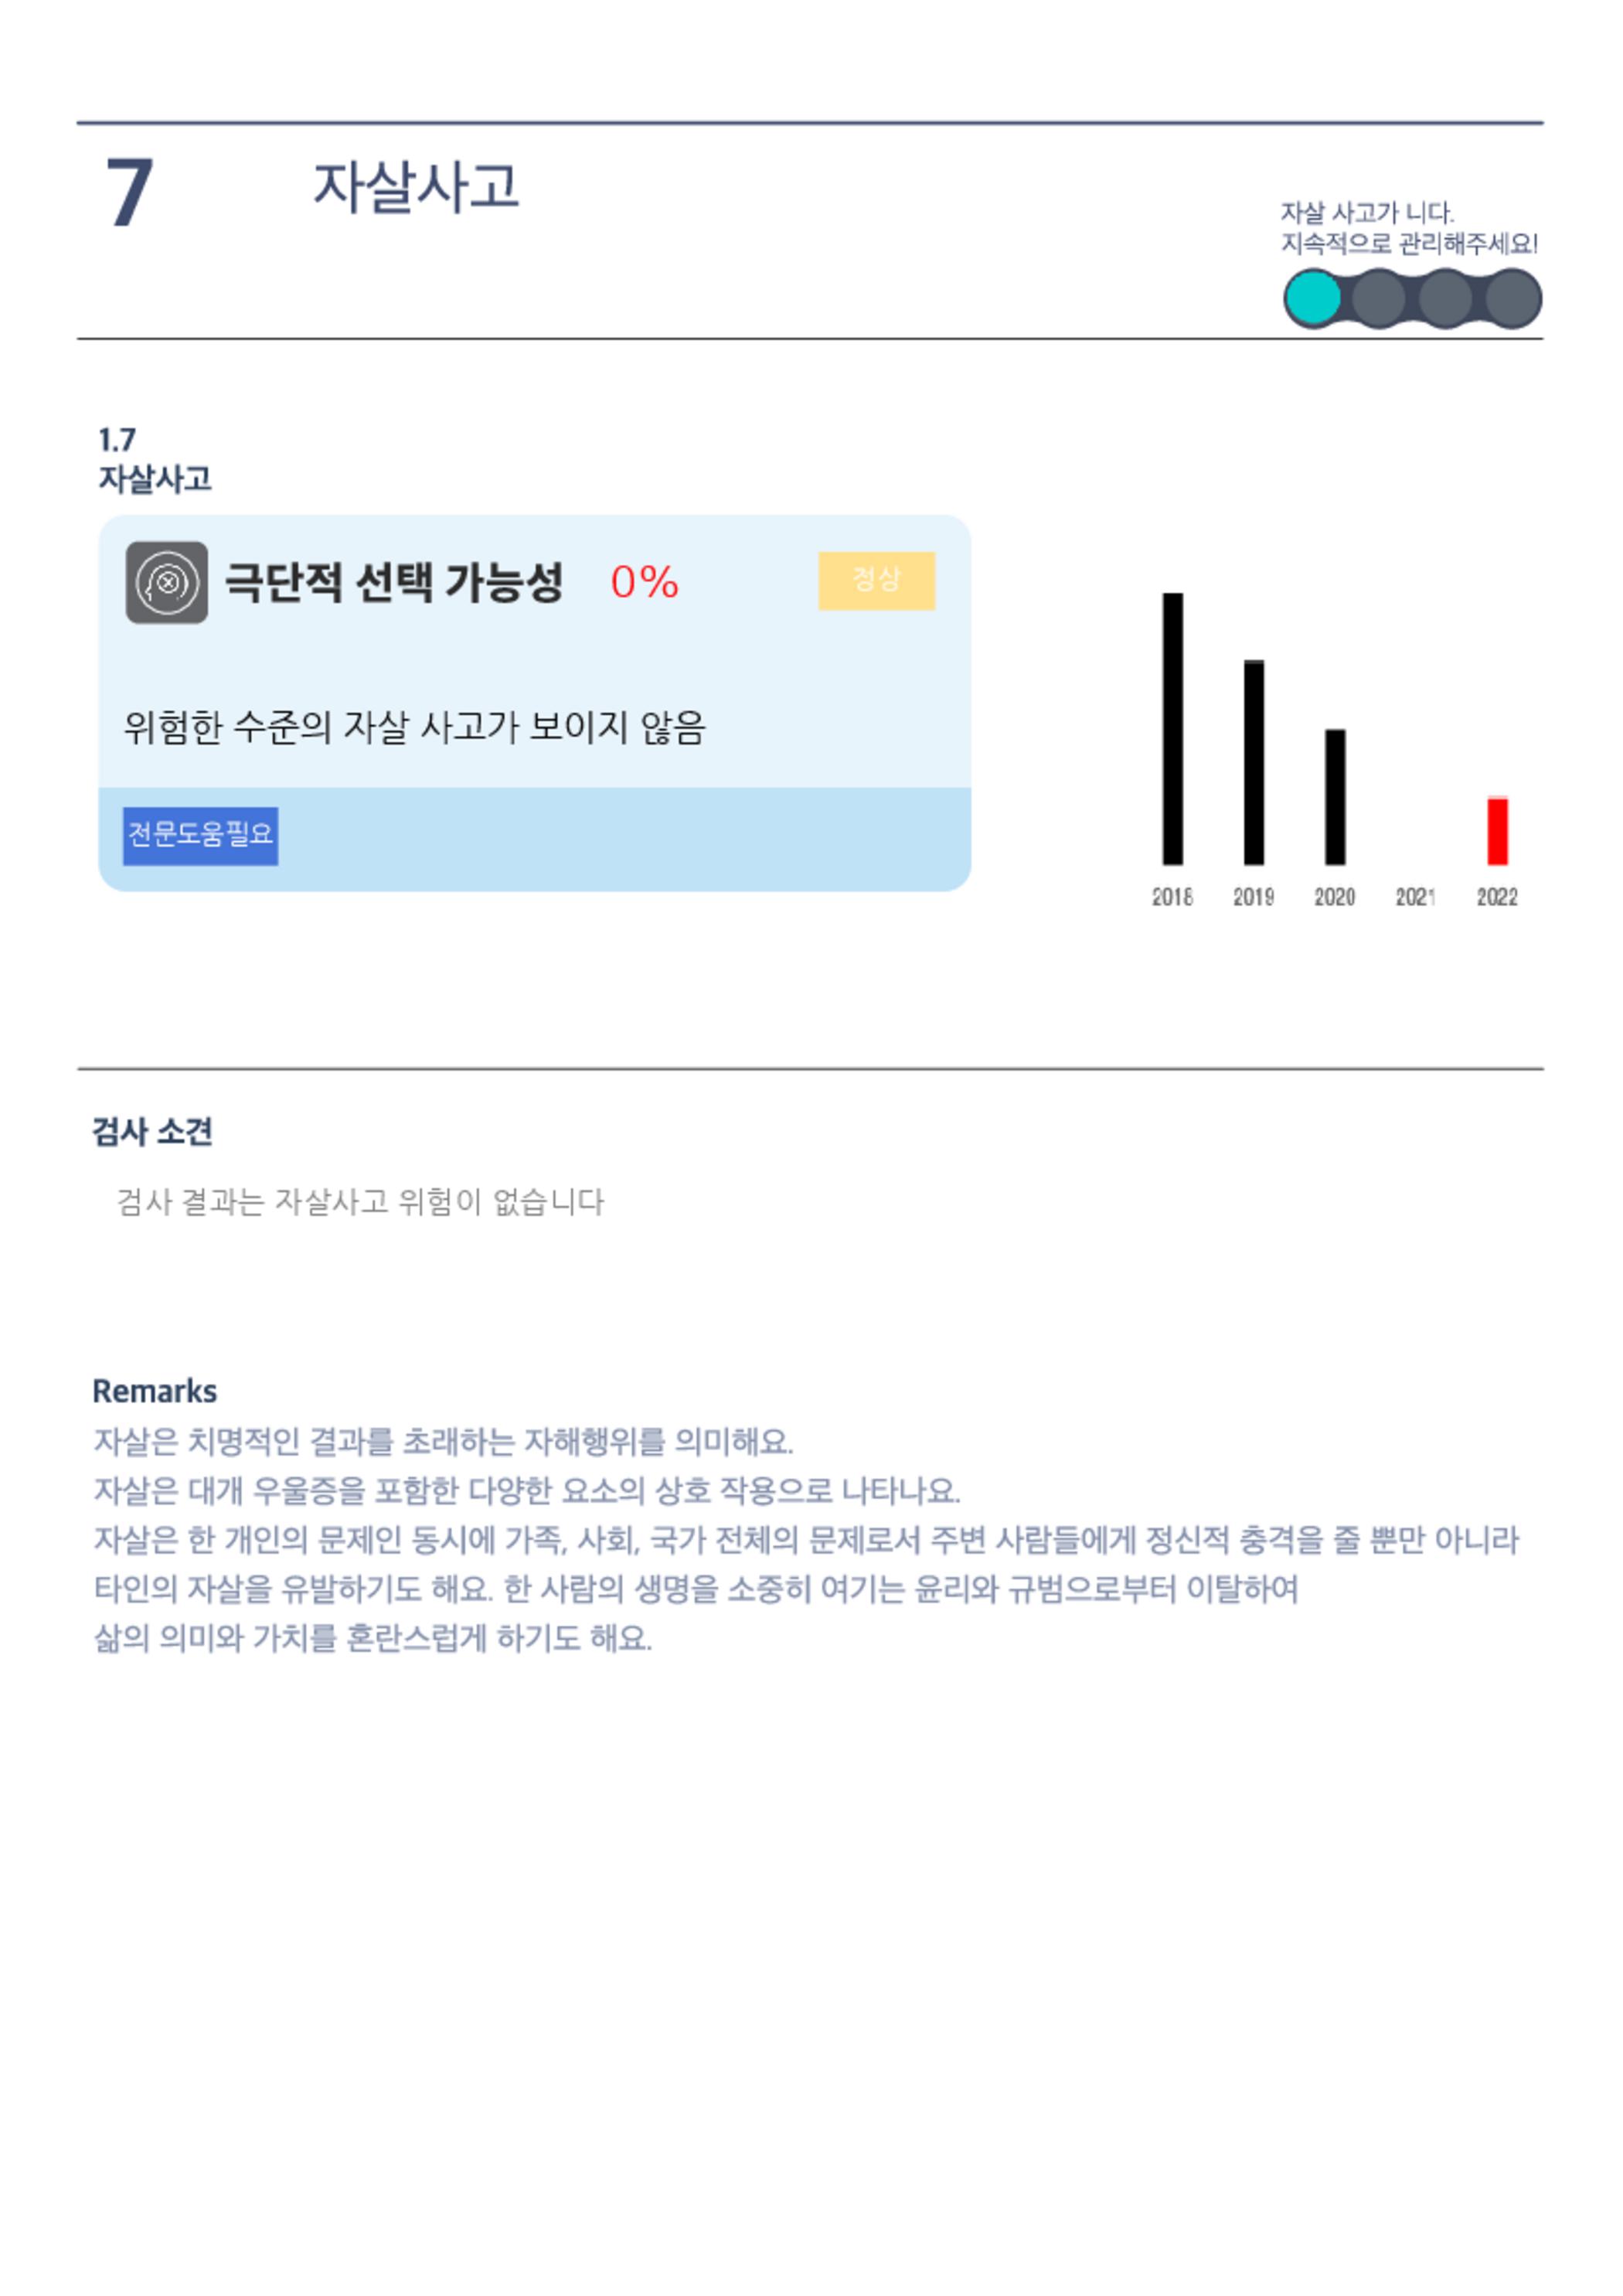 7
자살사고
자살 사고가 니다.
지속적으로 관리해주세요!
1.7
자살사고
극단적 선택 가능성 0% 정상
위험한 수준의 자살 사고가 보이지 않음
전문도움필요
2018 2019 2020 2021 2022
검사 소견
검사 결과는 자살사고 위험이 없습니다
Remarks
자살은 치명적인 결과를 초래하는 자해행위를 의미해요.
자살은 대개 우울증을 포함한 다양한 요소의 상호 작용으로 나타나요.
자살은 한 개인의 문제인 동시에 가족, 사회, 국가 전체의 문제로서 주변 사람들에게 정신적 충격을 줄 뿐만 아니라
타인의 자살을 유발하기도 해요. 한 사람의 생명을 소중히 여기는 윤리와 규범으로부터 이탈하여
삶의 의미와 가치를 혼란스럽게 하기도 해요.